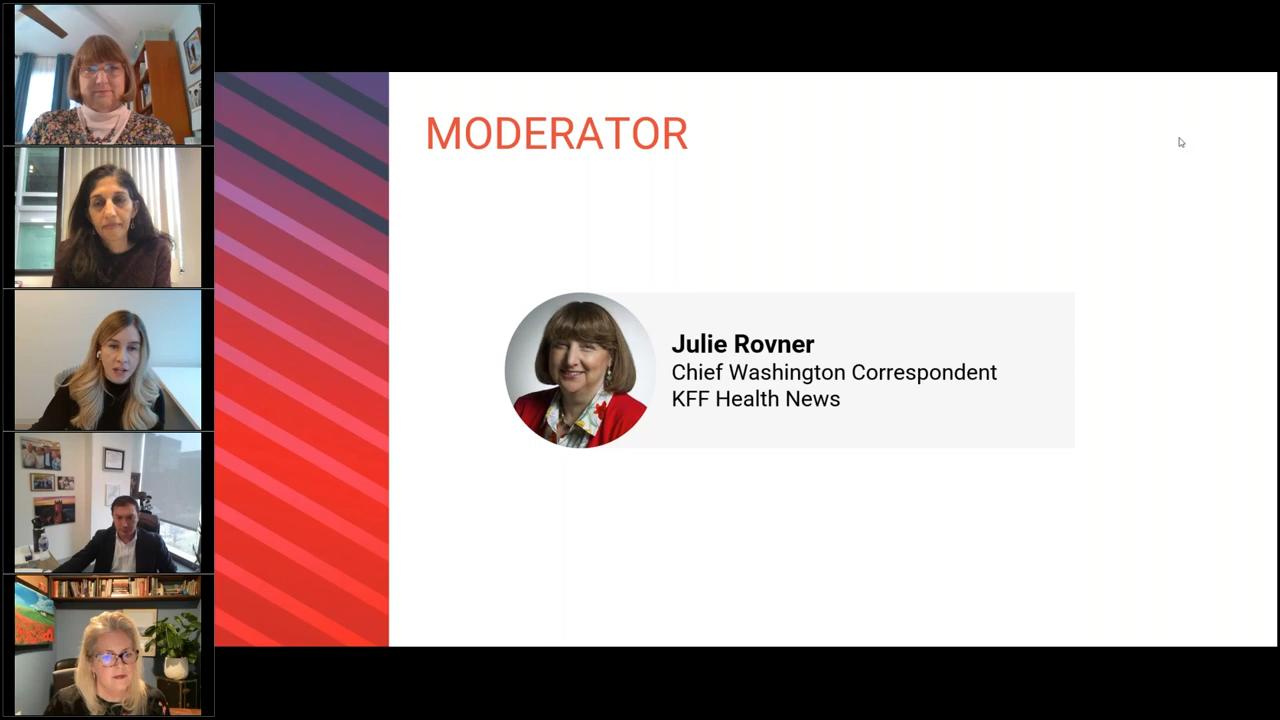 MODERATOR
Julie Rovner
Chief Washington Correspondent
KFF Health News